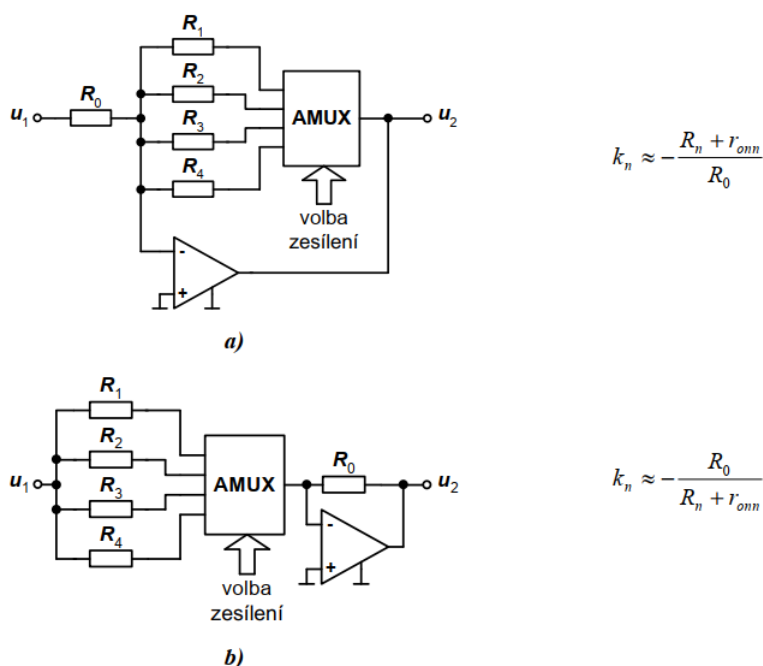 R1
R2
R3
R4
R0
u1
AMUX
u2
volba
zesílení
-
+
a)
kn ≈ - Rn + ronn / R0
R1
R2
R3
R4
u1
AMUX
R0
u2
volba
zesílení
-
+
b)
kn ≈ - R0 / Rn + ronn